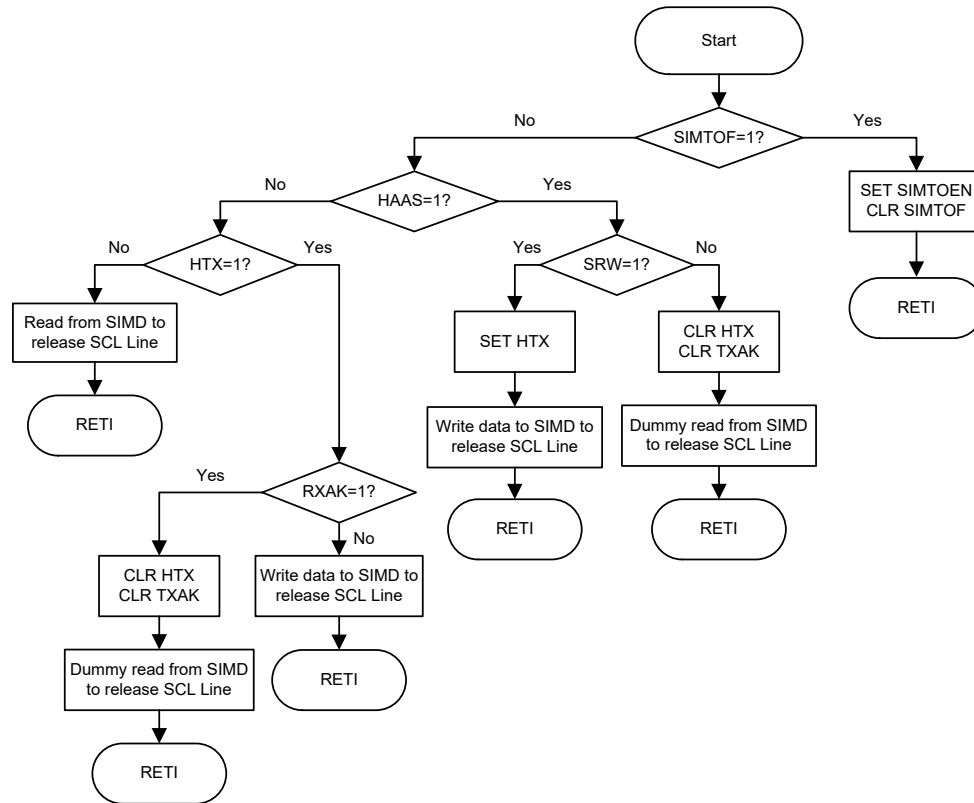 Start
No
SIMTOF=1?
Yes
No
HAAS=1?
Yes
SET SIMTOEN
CLR SIMTOF
No
HTX=1?
Yes
Yes
SRW=1?
No
RETI
Read from SIMD to
release SCL Line
SET HTX
CLR HTX
CLR TXAK
RETI
Write data to SIMD to
release SCL Line
Dummy read from SIMD
to release SCL Line
Yes
RXAK=1?
RETI
RETI
No
CLR HTX
CLR TXAK
Write data to SIMD to
release SCL Line
Dummy read from SIMD
to release SCL Line
RETI
RETI